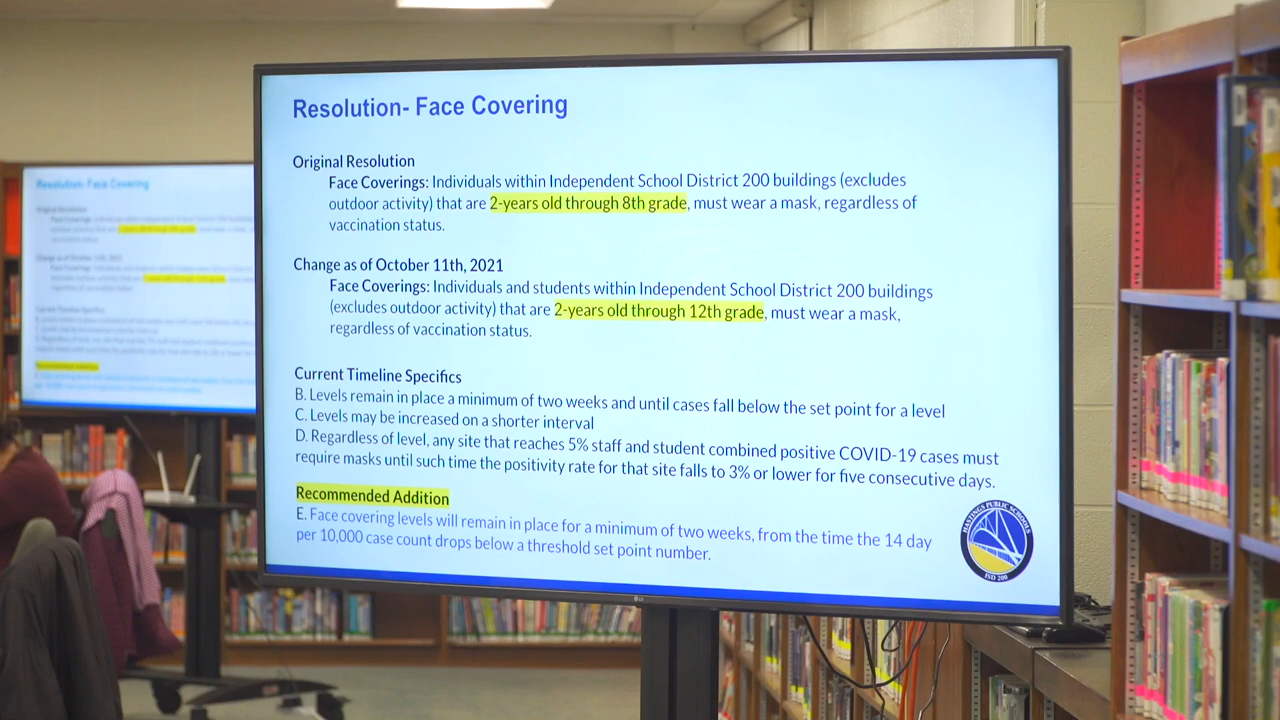 Resolution- Face Covering
Original Resolution
Face Coverings: Individuals within Independent School District 200 buildings (excludes
outdoor activity) that are 2-years old through 8th grade, must wear a mask, regardless of
vaccination status.
Change as of October 11th, 2021
Face Coverings: Individuals and students within Independent School District 200 buildings
(excludes outdoor activity) that are 2-years old through 12th grade, must wear a mask,
regardless of vaccination status.
Current Timeline Specifics
B. Levels remain in place a minimum of two weeks and until cases fall below the set point for a level
C. Levels may be increased on a shorter interval
D. Regardless of level, any site that reaches 5% staff and student combined positive COVID-19 cases must
require masks until such time the positivity rate for that site falls to 3% or lower for five consecutive days.
Recommended Addition
E. Face covering levels will remain in place for a minimum of two weeks, from the time the 14 day
per 10,000 case count drops below a threshold set point number.
HASTINGS PUBLIC SCHOOLS
ISD 200
LG
Resolution- Face Covering